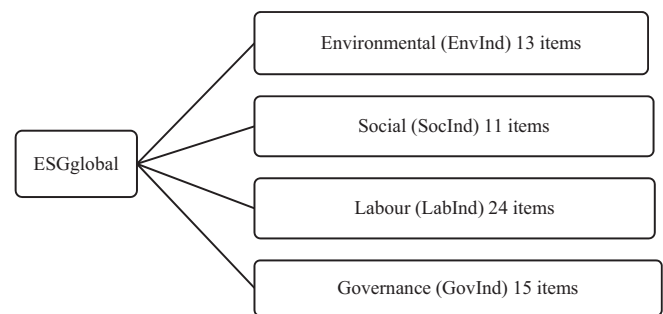 Environmental (EnvInd) 13 items
Social (SocInd) 11 items
ESGglobal
Labour (LabInd) 24 items
Governance (GovInd) 15 items